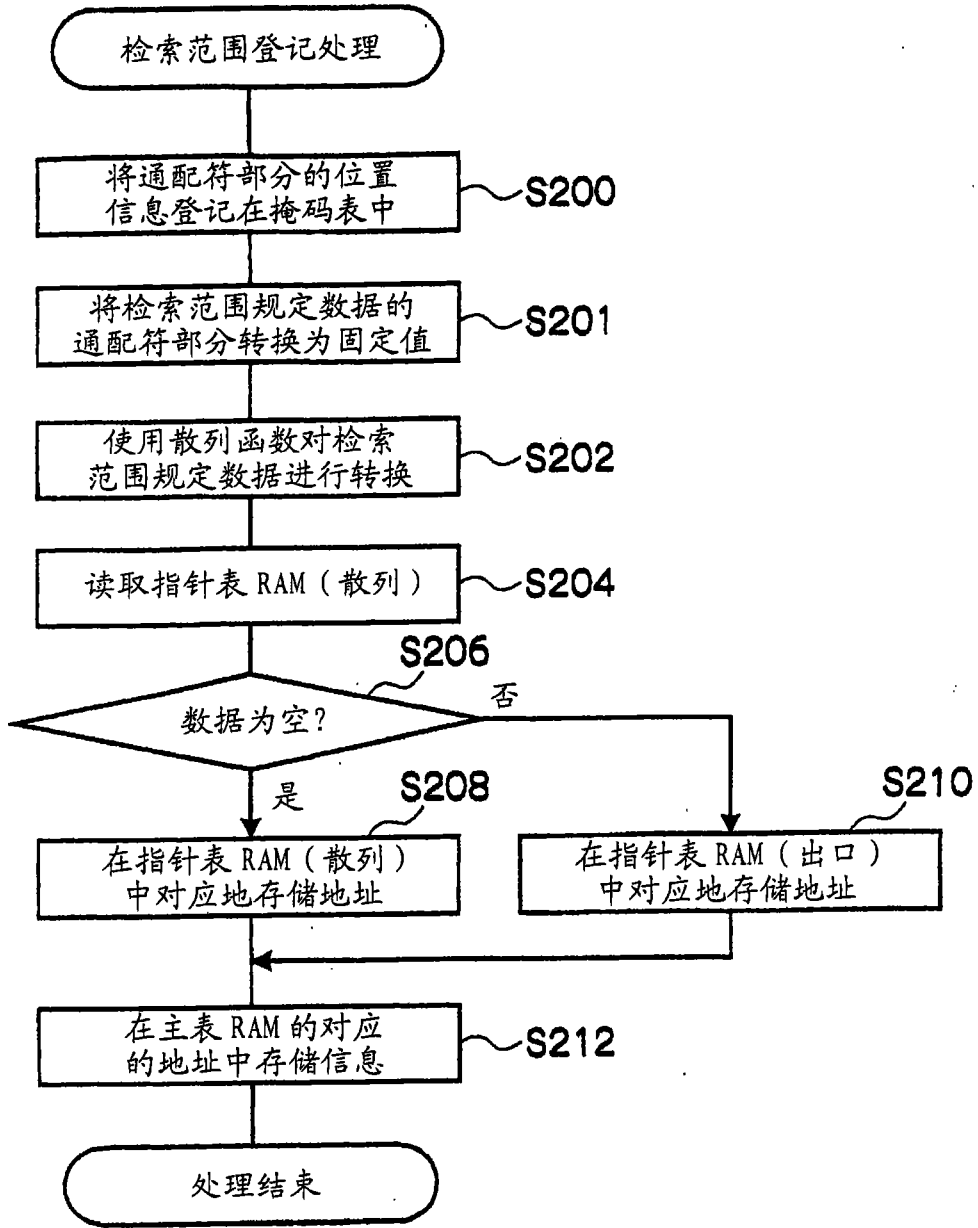 检索范围登记处理
将通配符部分的位置
信息登记在掩码表中
S200
将检索范围规定数据的
通配符部分转换为固定值
S201
使用散列函数对检索
范围规定数据进行转换
S202
读取指针表 RAM（散列）
S204
S206
数据为空?
否
是
S208
在指针表 RAM（散列）
中对应地存储地址
S210
在指针表 RAM（出口）
中对应地存储地址
在主表 RAM 的对应
的地址中存储信息
S212
处理结束